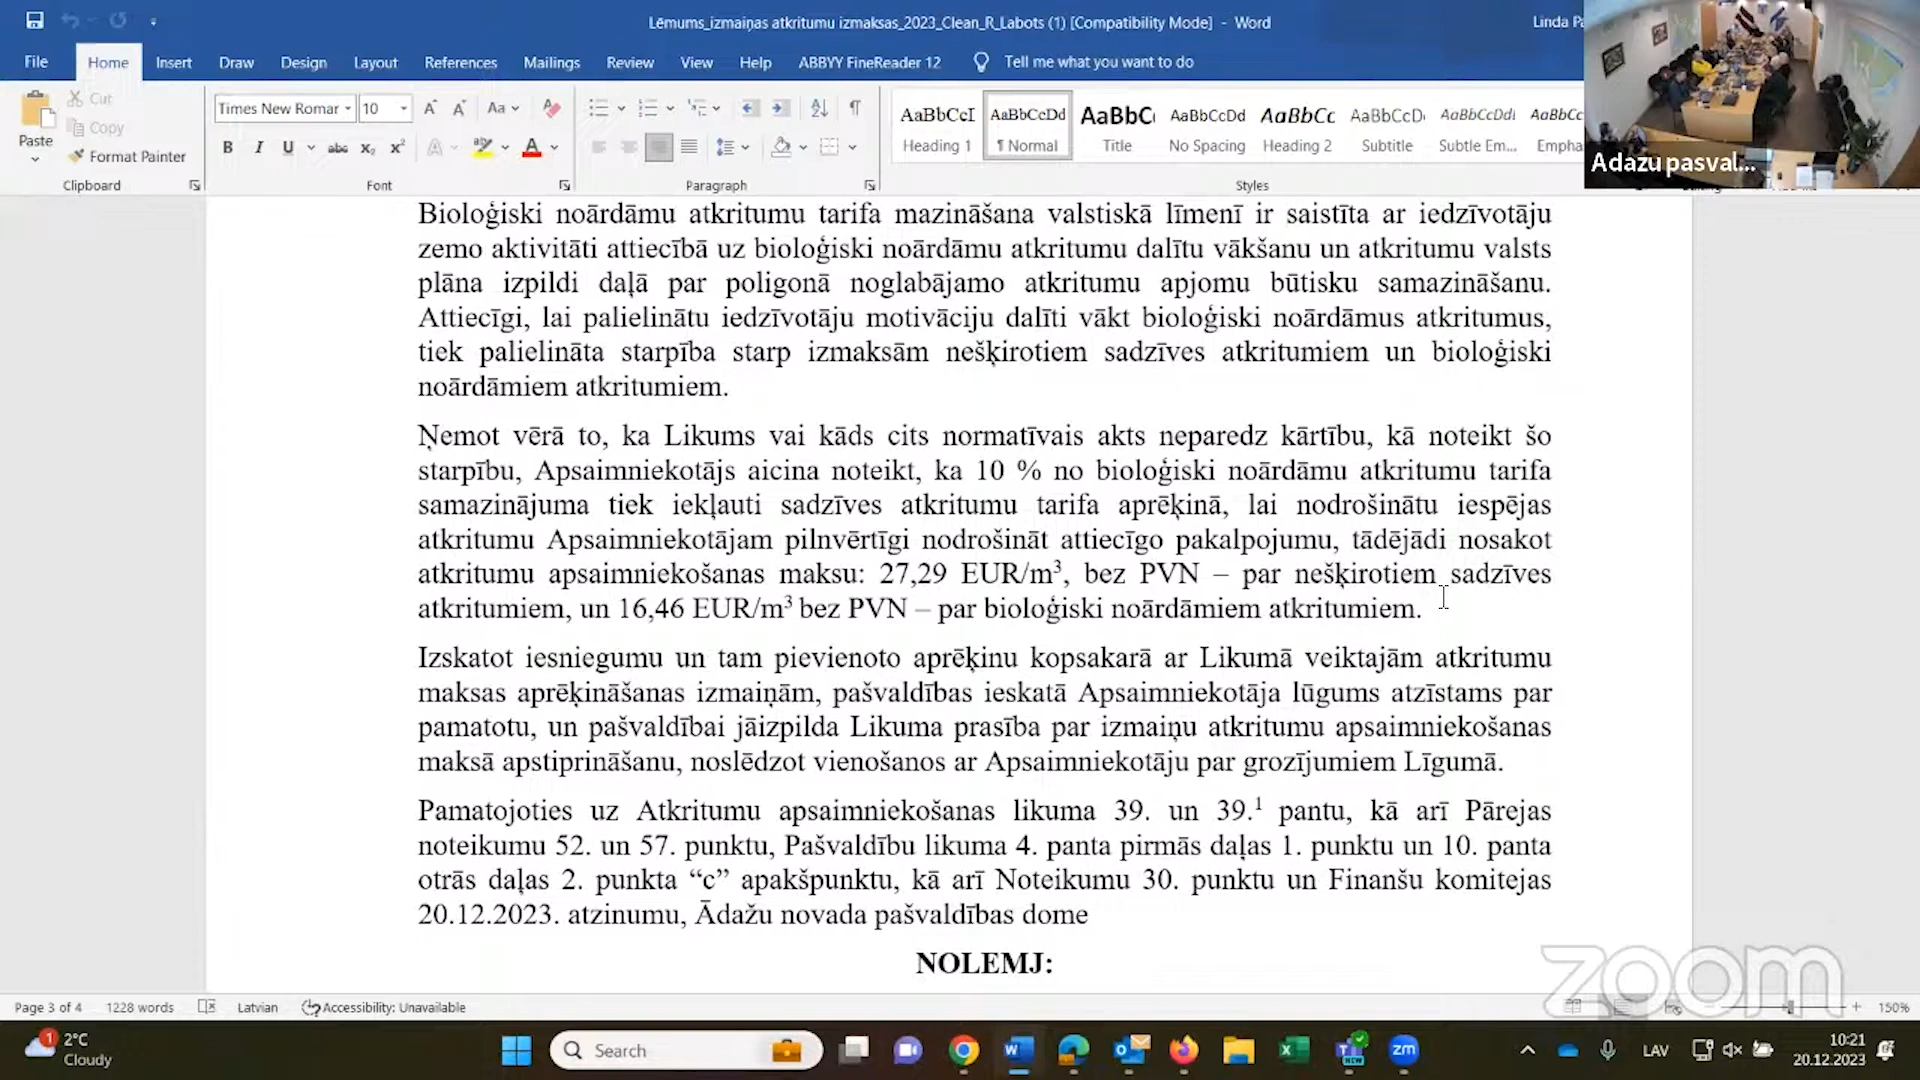 Lēmums_izmaiņas atkritumu izmaksas_2023_Clean_R_Labots (1) [Compatibility Mode] - Word
Linda Pa
File Home Insert Draw Design Layout References Mailings Review View Help ABBYY FineReader 12 Tell me what you want to do
Cut
Copy
Paste
Format Painter
Clipboard
Times New Romar 10
Font
Paragraph
AaBbCcI AaBbCcDd AaBbC AaBbCcDd AaBbCc AaBbCcD AaBbCcDd AaBbCc
Heading 1 ¶ Normal Title No Spacing Heading 2 Subtitle Subtle Em... Empha
Styles
Adazu pasval...
Bioloģiski noārdāmu atkritumu tarifa mazināšana valstiskā līmenī ir saistīta ar iedzīvotāju
zemo aktivitāti attiecībā uz bioloģiski noārdāmu atkritumu dalītu vākšanu un atkritumu valsts
plāna izpildi daļā par poligonā noglabājamo atkritumu apjomu būtisku samazināšanu.
Attiecīgi, lai palielinātu iedzīvotāju motivāciju dalīti vākt bioloģiski noārdāmus atkritumus,
tiek palielināta starpība starp izmaksām nešķirotiem sadzīves atkritumiem un bioloģiski
noārdāmiem atkritumiem.
Ņemot vērā to, ka Likums vai kāds cits normatīvais akts neparedz kārtību, kā noteikt šo
starpību, Apsaimniekotājs aicina noteikt, ka 10 % no bioloģiski noārdāmu atkritumu tarifa
samazinājuma tiek iekļauti sadzīves atkritumu tarifa aprēķinā, lai nodrošinātu iespējas
atkritumu Apsaimniekotājam pilnvērtīgi nodrošināt attiecīgo pakalpojumu, tādējādi nosakot
atkritumu apsaimniekošanas maksu: 27,29 EUR/m³, bez PVN – par nešķirotiem sadzīves
atkritumiem, un 16,46 EUR/m³ bez PVN – par bioloģiski noārdāmiem atkritumiem.
Izskatot iesniegumu un tam pievienoto aprēķinu kopsakarā ar Likumā veiktajām atkritumu
maksas aprēķināšanas izmaiņām, pašvaldības ieskatā Apsaimniekotāja lūgums atzīstams par
pamatotu, un pašvaldībai jāizpilda Likuma prasība par izmaiņu atkritumu apsaimniekošanas
maksā apstiprināšanu, noslēdzot vienošanos ar Apsaimniekotāju par grozījumiem Līgumā.
Pamatojoties uz Atkritumu apsaimniekošanas likuma 39. un 39.¹ pantu, kā arī Pārejas
noteikumu 52. un 57. punktu, Pašvaldību likuma 4. panta pirmās daļas 1. punktu un 10. panta
otrās daļas 2. punkta “c” apakšpunktu, kā arī Noteikumu 30. punktu un Finanšu komitejas
20.12.2023. atzinumu, Ādažu novada pašvaldības dome
NOLEMJ:
zoom
Page 3 of 4 1228 words Latvian Accessibility: Unavailable 150%
1
2°C
Cloudy
Search
LAV
10:21
20.12.2023